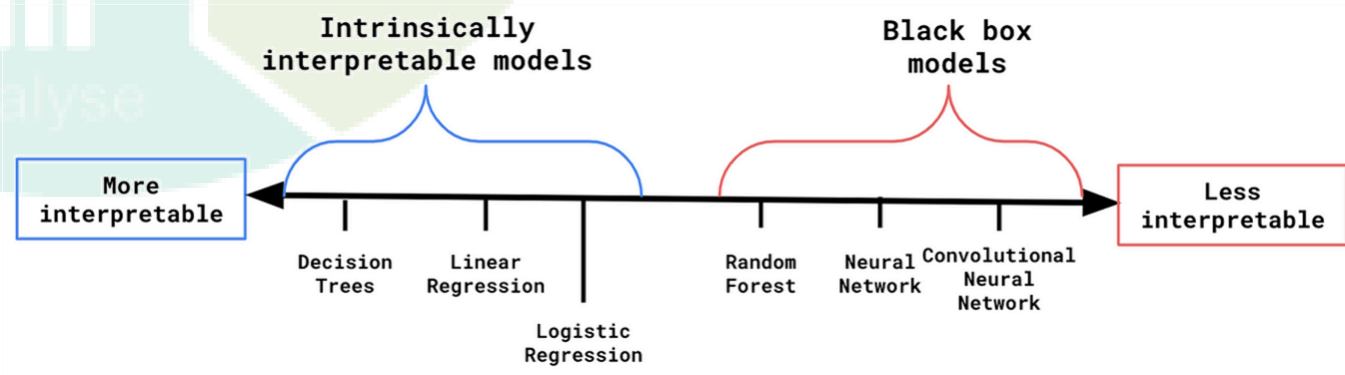 Intrinsically
interpretable models
Black box
models
alyse
More
interpretable
Less
interpretable
Decision
Trees
Linear
Regression
Logistic
Regression
Random
Forest
Neural
Network
Convolutional
Neural
Network